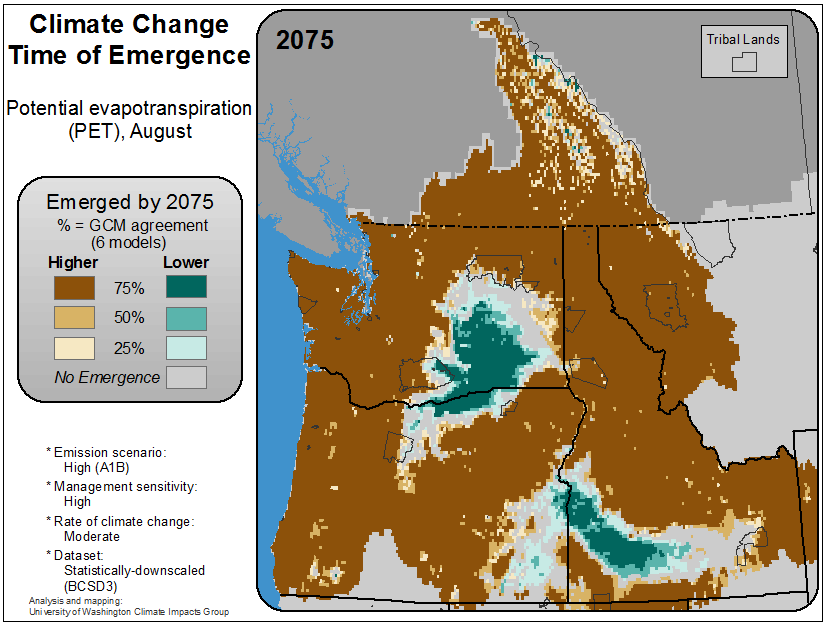 Climate Change
Time of Emergence
Potential evapotranspiration
(PET), August
Emerged by 2075
% = GCM agreement
(6 models)
Higher Lower
75%
50%
25%
No Emergence
* Emission scenario:
High (A1B)
* Management sensitivity:
High
* Rate of climate change:
Moderate
* Dataset:
Statistically-downscaled
(BCSD3)
Analysis and mapping:
University of Washington Climate Impacts Group
2075
Tribal Lands